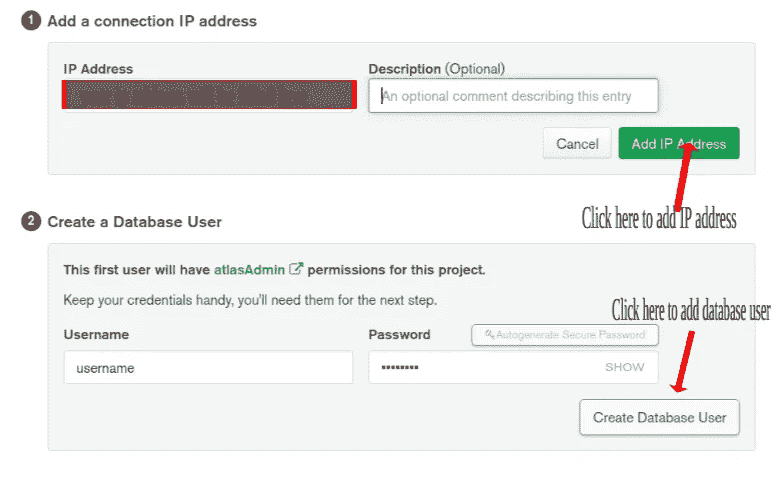 1 Add a connection IP address
IP Address
Description (Optional)
An optional comment describing this entry
Cancel
Add IP Address
Click here to add IP address
2 Create a Database User
This first user will have atlasAdmin permissions for this project.
Keep your credentials handy, you'll need them for the next step.
Click here to add database user
Username
Password
Autogenerate Secure Password
username
••••••••
SHOW
Create Database User